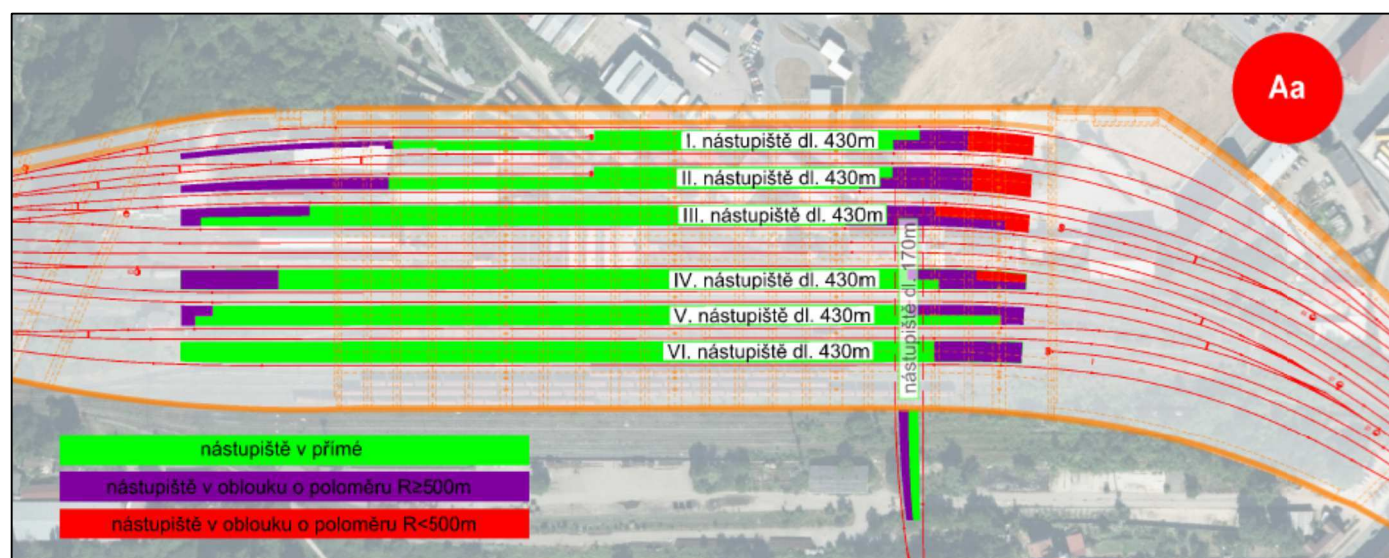 Aa
I. nástupiště dl. 430m
II. nástupiště dl. 430m
III. nástupiště dl. 430m
nástupiště dl. 170m
IV. nástupiště dl. 430m
V. nástupiště dl. 430m
VI. nástupiště dl. 430m
nástupiště v přímé
nástupiště v oblouku o poloměru R≥500m
nástupiště v oblouku o poloměru R<500m